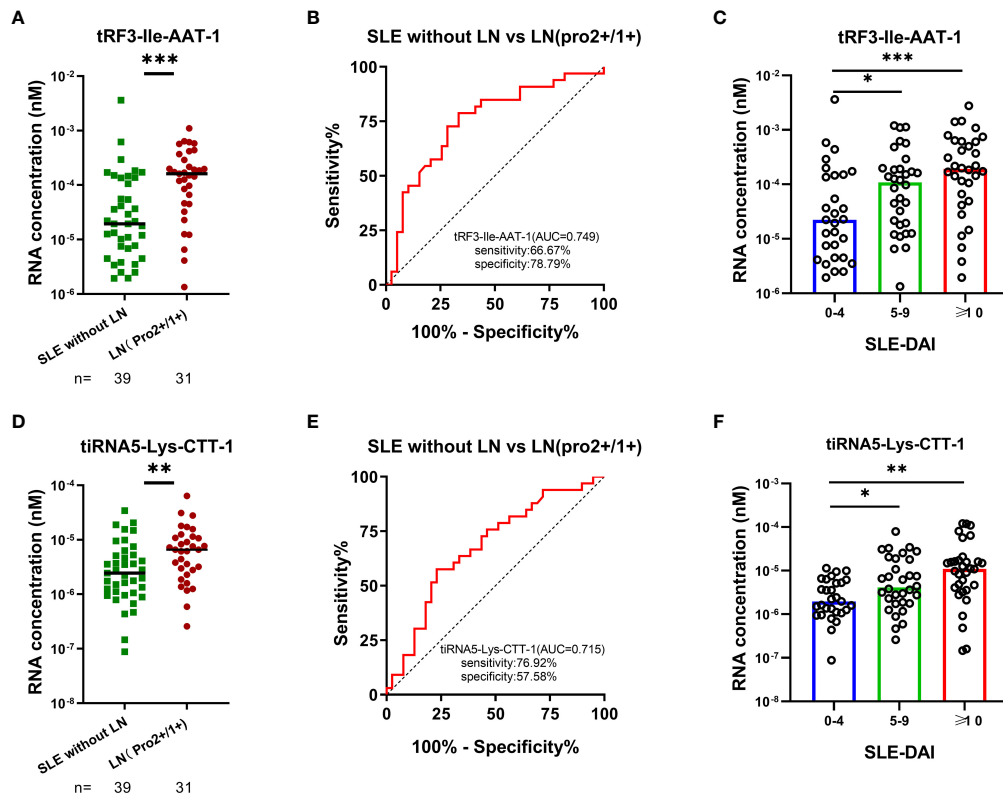 A
tRF3-Ile-AAT-1
***
RNA concentration (nM)
10-2
10-3
10-4
10-5
10-6
SLE without LN
LN( Pro2+/1+)
n= 39 31
B
SLE without LN vs LN(pro2+/1+)
Sensitivity%
100
75
50
25
0
tRF3-Ile-AAT-1(AUC=0.749)
sensitivity:66.67%
specificity:78.79%
0 25 50 75 100
100% - Specificity%
C
tRF3-Ile-AAT-1
***
*
RNA concentration (nM)
10-2
10-3
10-4
10-5
10-6
0-4 5-9 ≥10
SLE-DAI
D
tiRNA5-Lys-CTT-1
**
RNA concentration (nM)
10-4
10-5
10-6
10-7
10-8
SLE without LN
LN( Pro2+/1+)
n= 39 31
E
SLE without LN vs LN(pro2+/1+)
Sensitivity%
100
75
50
25
0
tiRNA5-Lys-CTT-1(AUC=0.715)
sensitivity:76.92%
specificity:57.58%
0 25 50 75 100
100% - Specificity%
F
tiRNA5-Lys-CTT-1
**
*
RNA concentration (nM)
10-3
10-4
10-5
10-6
10-7
10-8
0-4 5-9 ≥10
SLE-DAI